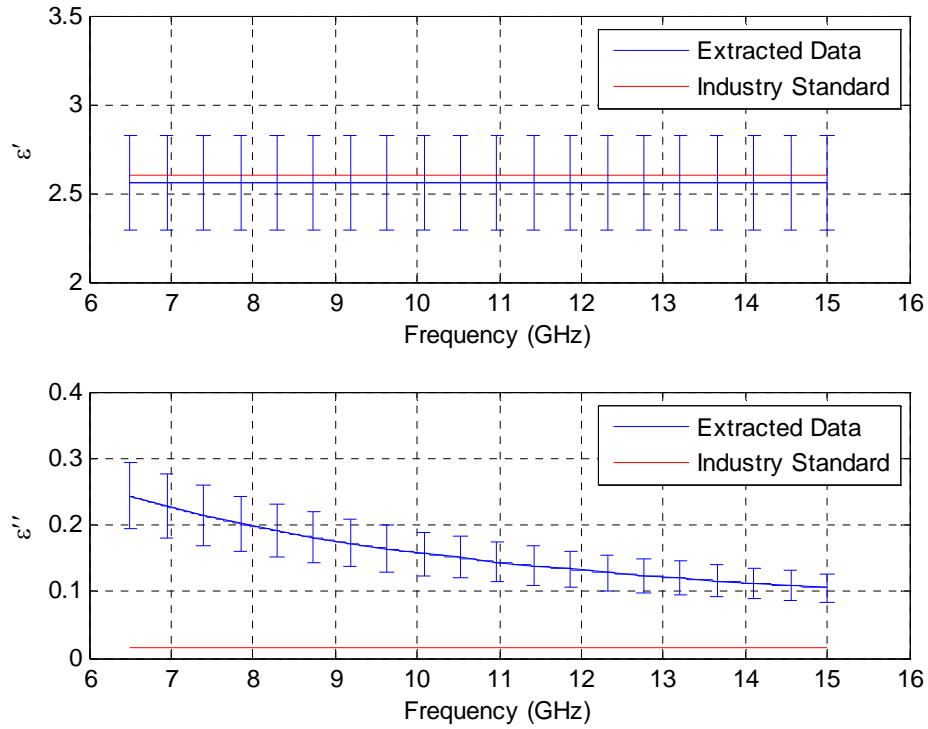 3.5
3
2.5
2
ε′
Extracted Data
Industry Standard
6 7 8 9 10 11 12 13 14 15 16
Frequency (GHz)
0.4
0.3
0.2
0.1
0
ε′′
Extracted Data
Industry Standard
6 7 8 9 10 11 12 13 14 15 16
Frequency (GHz)